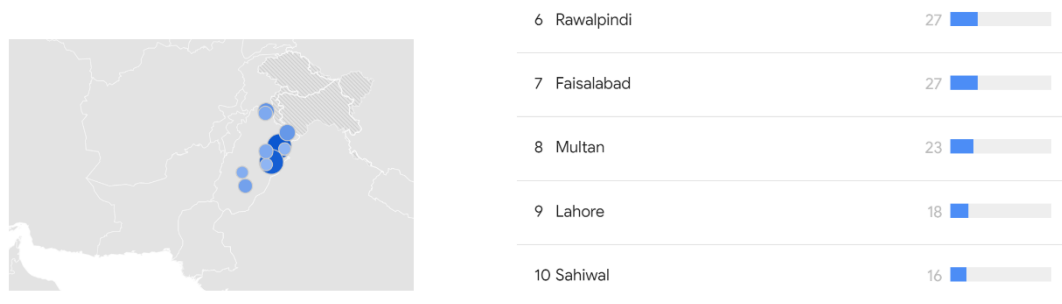 6 Rawalpindi 27
7 Faisalabad 27
8 Multan 23
9 Lahore 18
10 Sahiwal 16